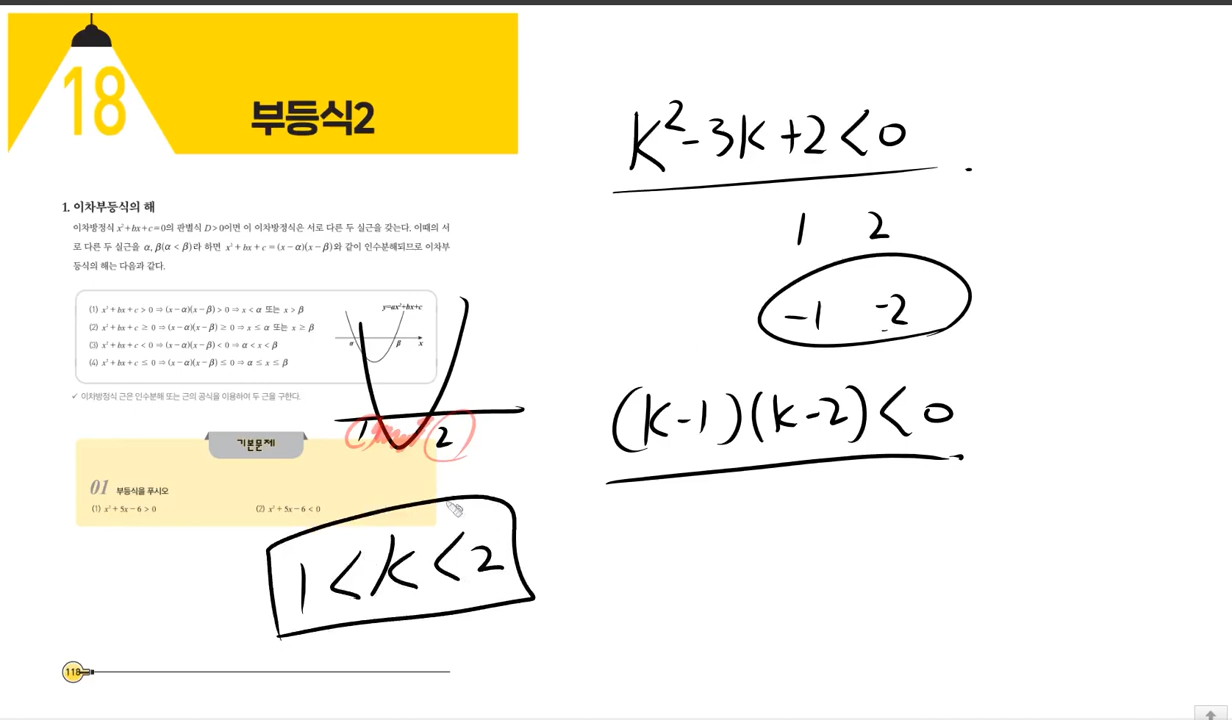 18
부등식2
1. 이차부등식의 해
이차방정식 x²+bx+c=0의 판별식 D>0이면 이 이차방정식은 서로 다른 두 실근을 갖는다. 이때의 서
로 다른 두 실근을 α, β(α<β)라 하면 x²+bx+c=(x-α)(x-β)와 같이 인수분해되므로 이차부
등식의 해는 다음과 같다.
(1) x²+bx+c>0 ⇒ (x-α)(x-β)>0 ⇒ x<α 또는 x>β
(2) x²+bx+c≥0 ⇒ (x-α)(x-β)≥0 ⇒ x≤α 또는 x≥β
(3) x²+bx+c<0 ⇒ (x-α)(x-β)<0 ⇒ α<x<β
(4) x²+bx+c≤0 ⇒ (x-α)(x-β)≤0 ⇒ α≤x≤β
y=ax²+bx+c
α β x
✓ 이차방정식 근은 인수분해 또는 근의 공식을 이용하여 두 근을 구한다.
1 2
기본문제
01 부등식을 푸시오
(1) x²+5x-6>0 (2) x²+5x-6<0
1<k<2
118
k²-3k+2<0
1 2
-1 -2
(k-1)(k-2)<0